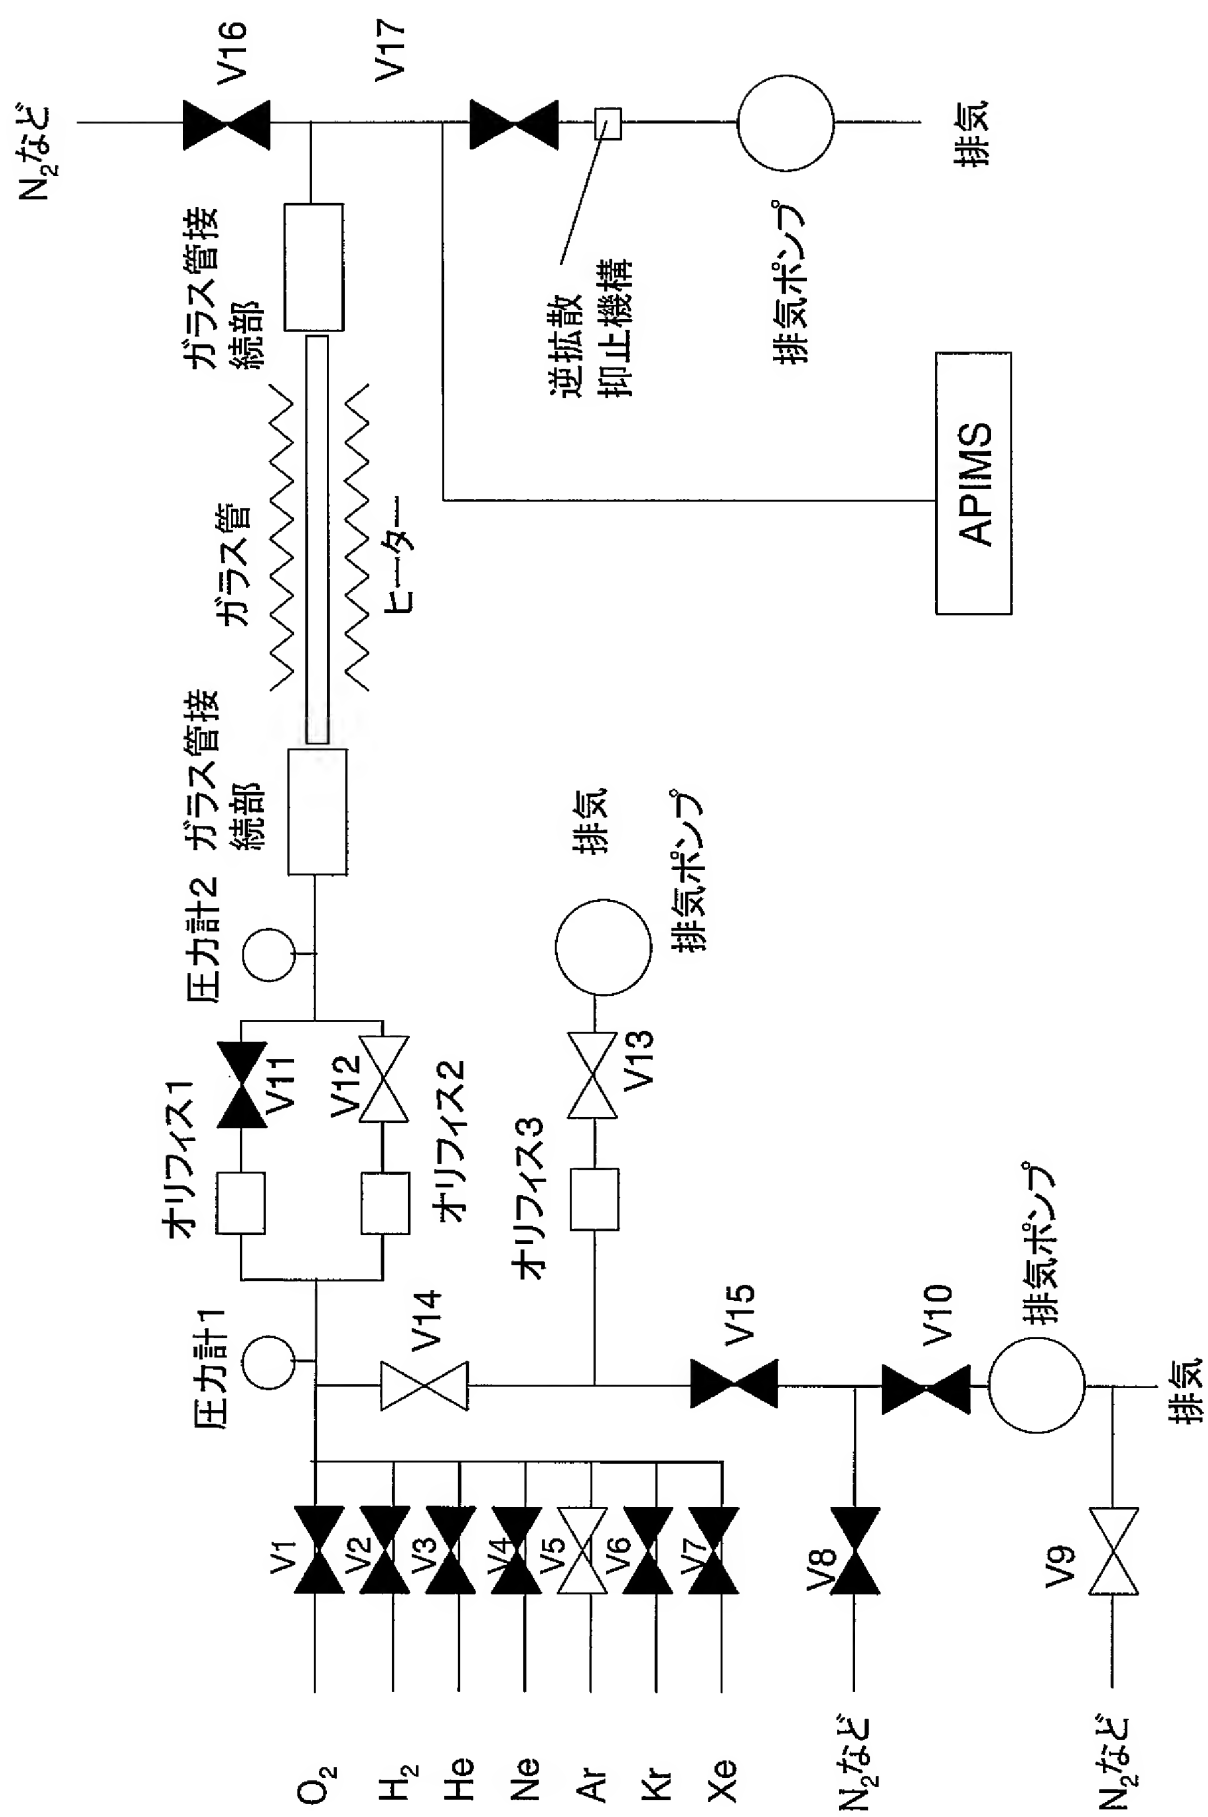 N₂など
V16
V17
ガラス管接
続部
逆拡散
抑止機構
排気ポンプ
排気
ガラス管
ヒーター
APIMS
圧力計2
ガラス管接
続部
排気
排気ポンプ
オリフィス1
V11
V12
オリフィス2
オリフィス3
V13
圧力計1
V14
V15
V10
排気ポンプ
排気
V1
V2
V3
V4
V5
V6
V7
V8
V9
O₂
H₂
He
Ne
Ar
Kr
Xe
N₂など
N₂など